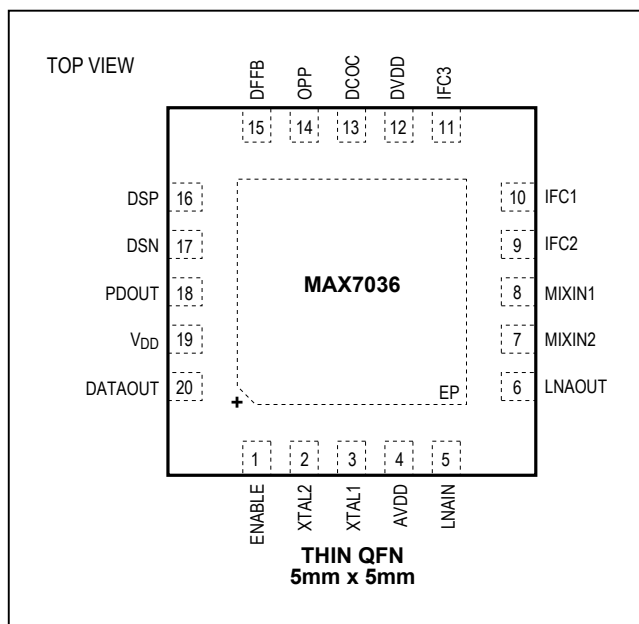 TOP VIEW
DFFB
OPP
DCOC
DVDD
IFC3
15
14
13
12
11
DSP 16
10 IFC1
DSN 17
9 IFC2
PDOUT 18
8 MIXIN1
VDD 19
7 MIXIN2
DATAOUT 20
6 LNAOUT
MAX7036
EP
+
1
2
3
4
5
ENABLE
XTAL2
XTAL1
AVDD
LNAIN
THIN QFN
5mm x 5mm